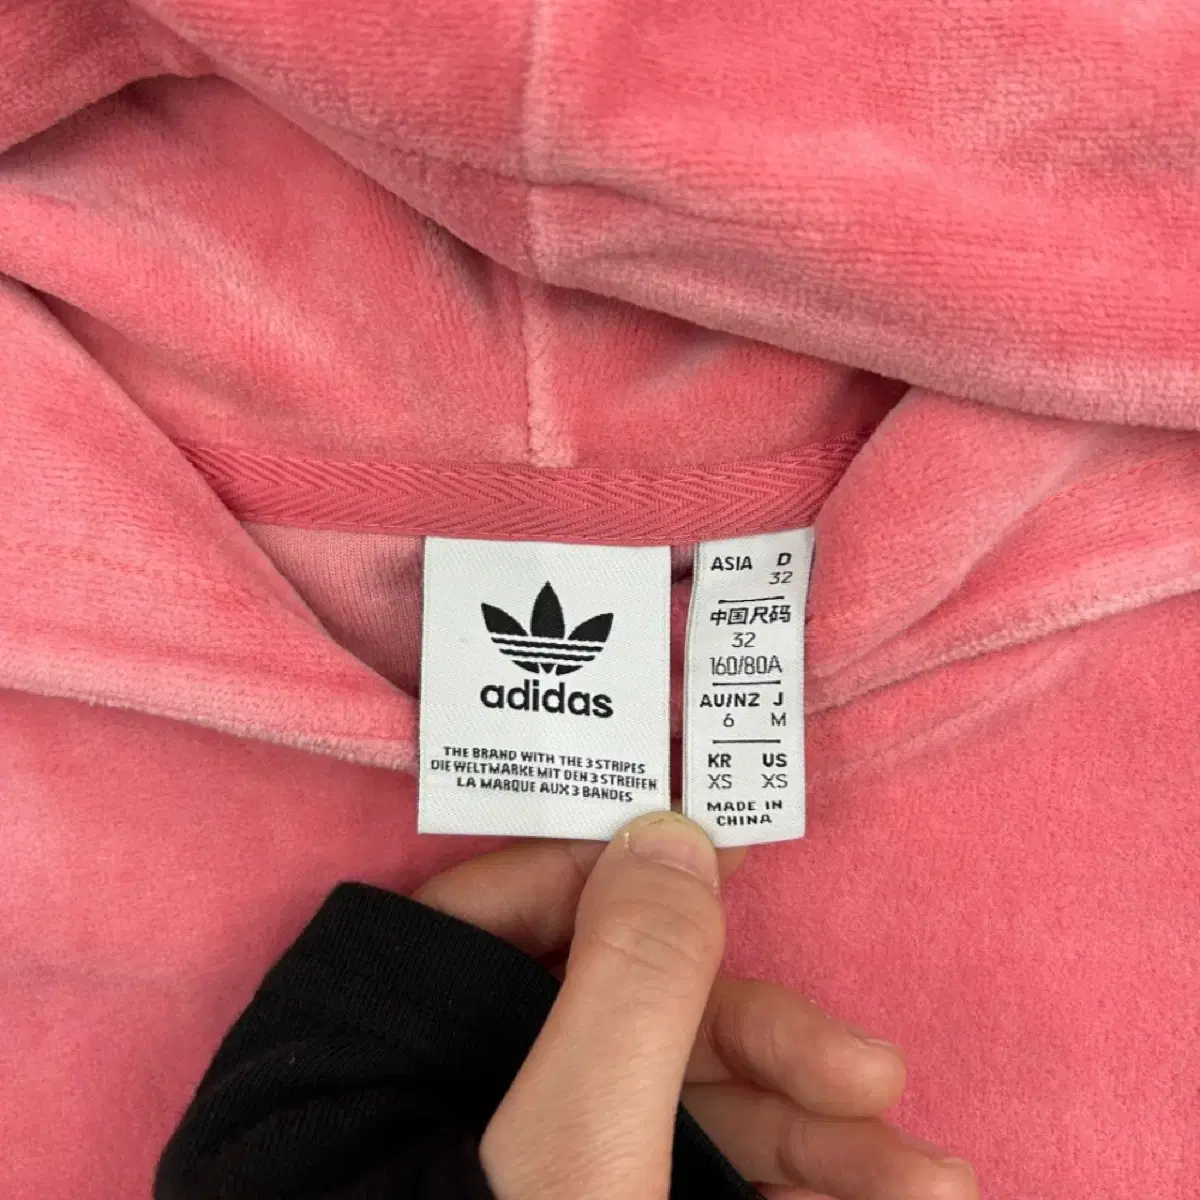 adidas
THE BRAND WITH THE 3 STRIPES
DIE WELTMARKE MIT DEN 3 STREIFEN
LA MARQUE AUX 3 BANDES
ASIA D
32
中国尺码
32
160/80A
AU/NZ J
6 M
KR US
XS XS
MADE IN
CHINA